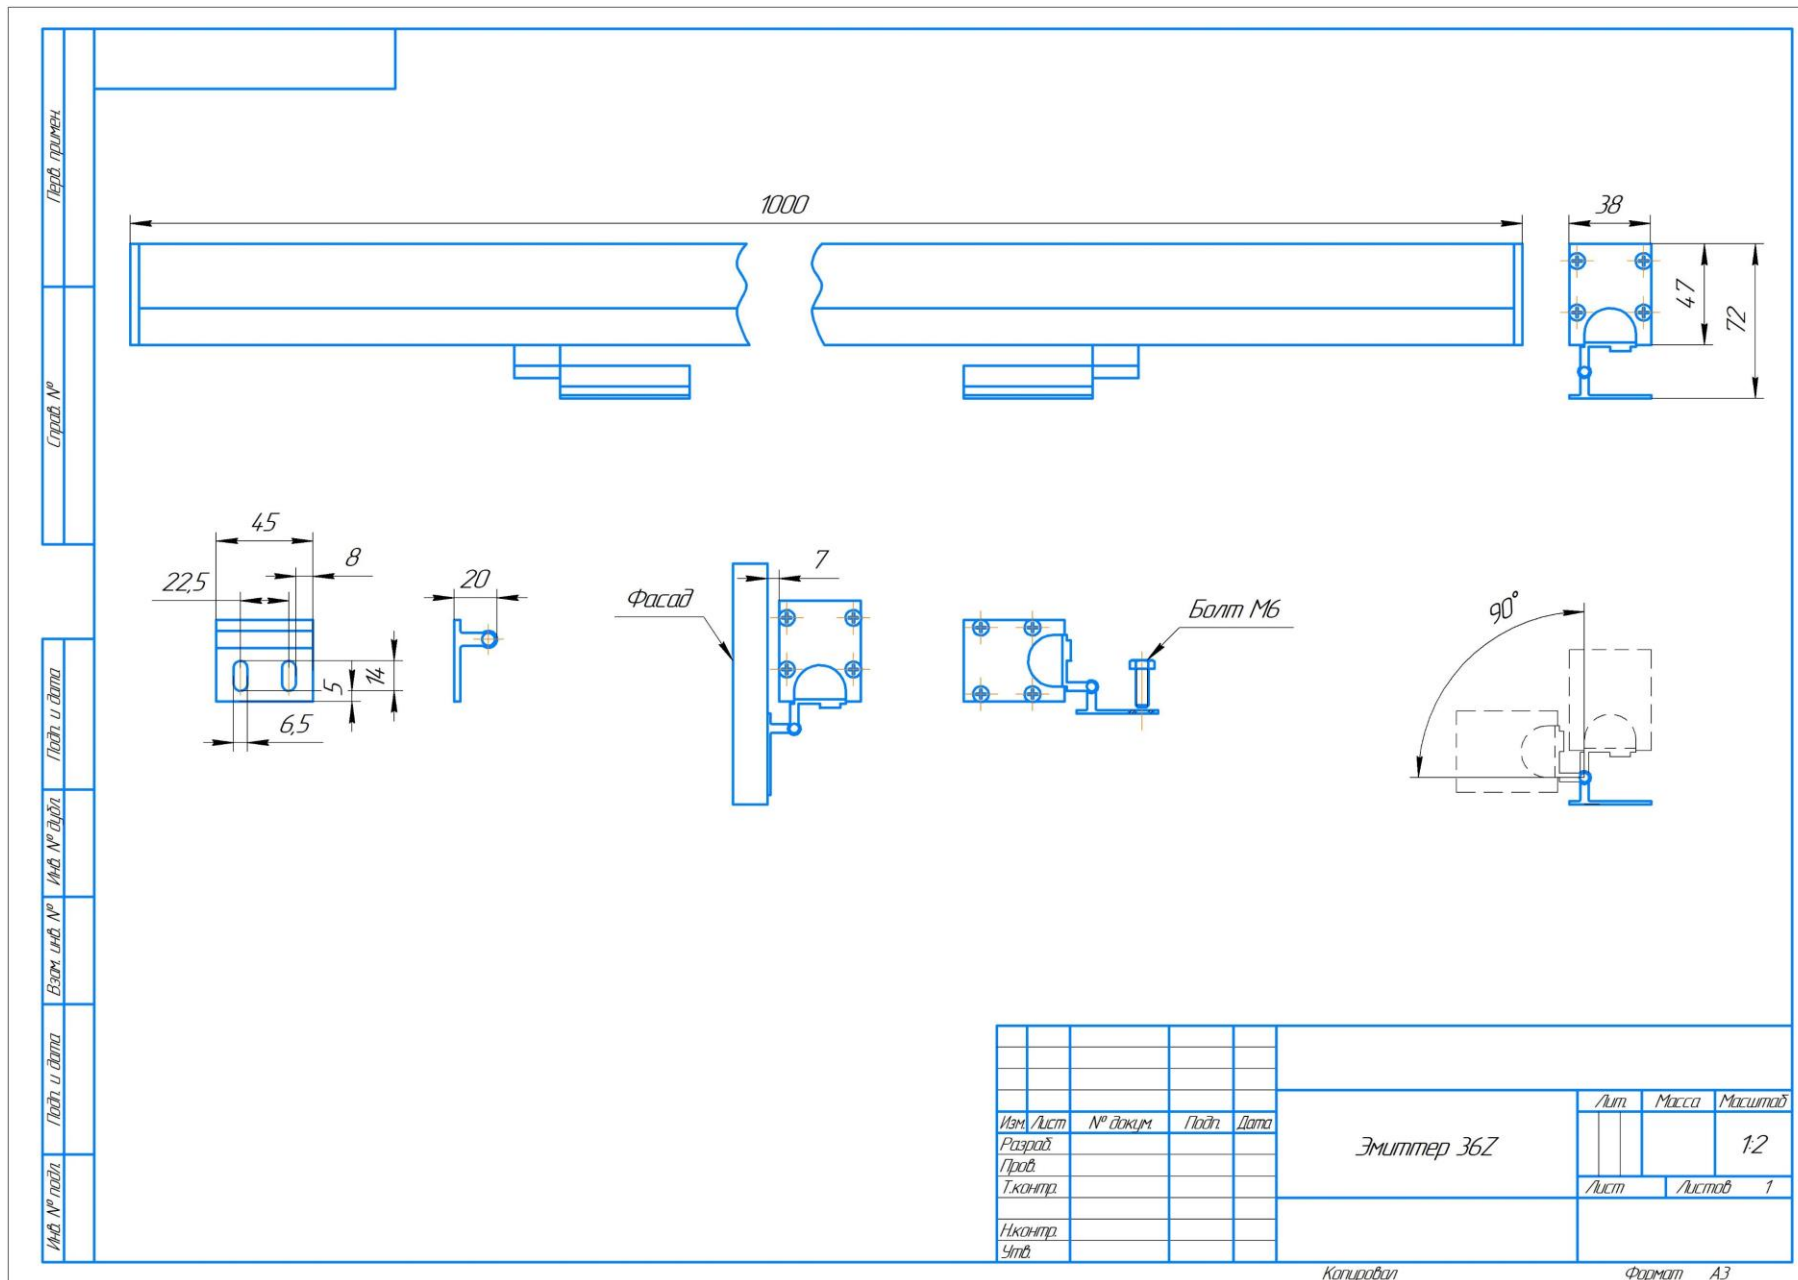 Перв. примен.
Справ. №
Подп. и дата
Инв. № дубл.
Взам. инв. №
Подп. и дата
Инв. № подл.
1000
38
47
72
45
8
22,5
14
5
6,5
20
Фасад
7
Болт М6
90°
Изм. Лист № докум. Подп. Дата
Разраб.
Пров.
Т.контр.
Н.контр.
Утв.
Эмиттер 36Z
Лит. Масса Масштаб
1:2
Лист Листов 1
Копировал Формат А3